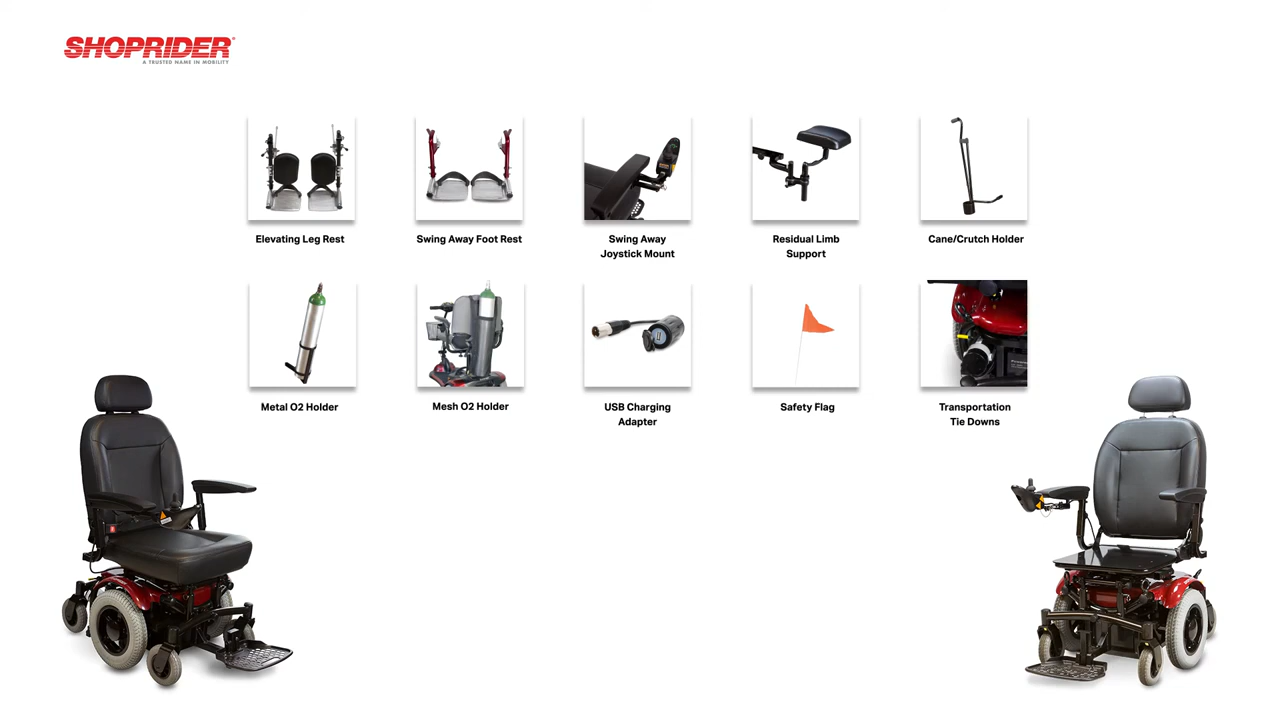 SHOPRIDER
A TRUSTED NAME IN MOBILITY
Elevating Leg Rest
Swing Away Foot Rest
Swing Away
Joystick Mount
Residual Limb
Support
Cane/Crutch Holder
Metal O2 Holder
Mesh O2 Holder
USB Charging
Adapter
Safety Flag
Transportation
Tie Downs